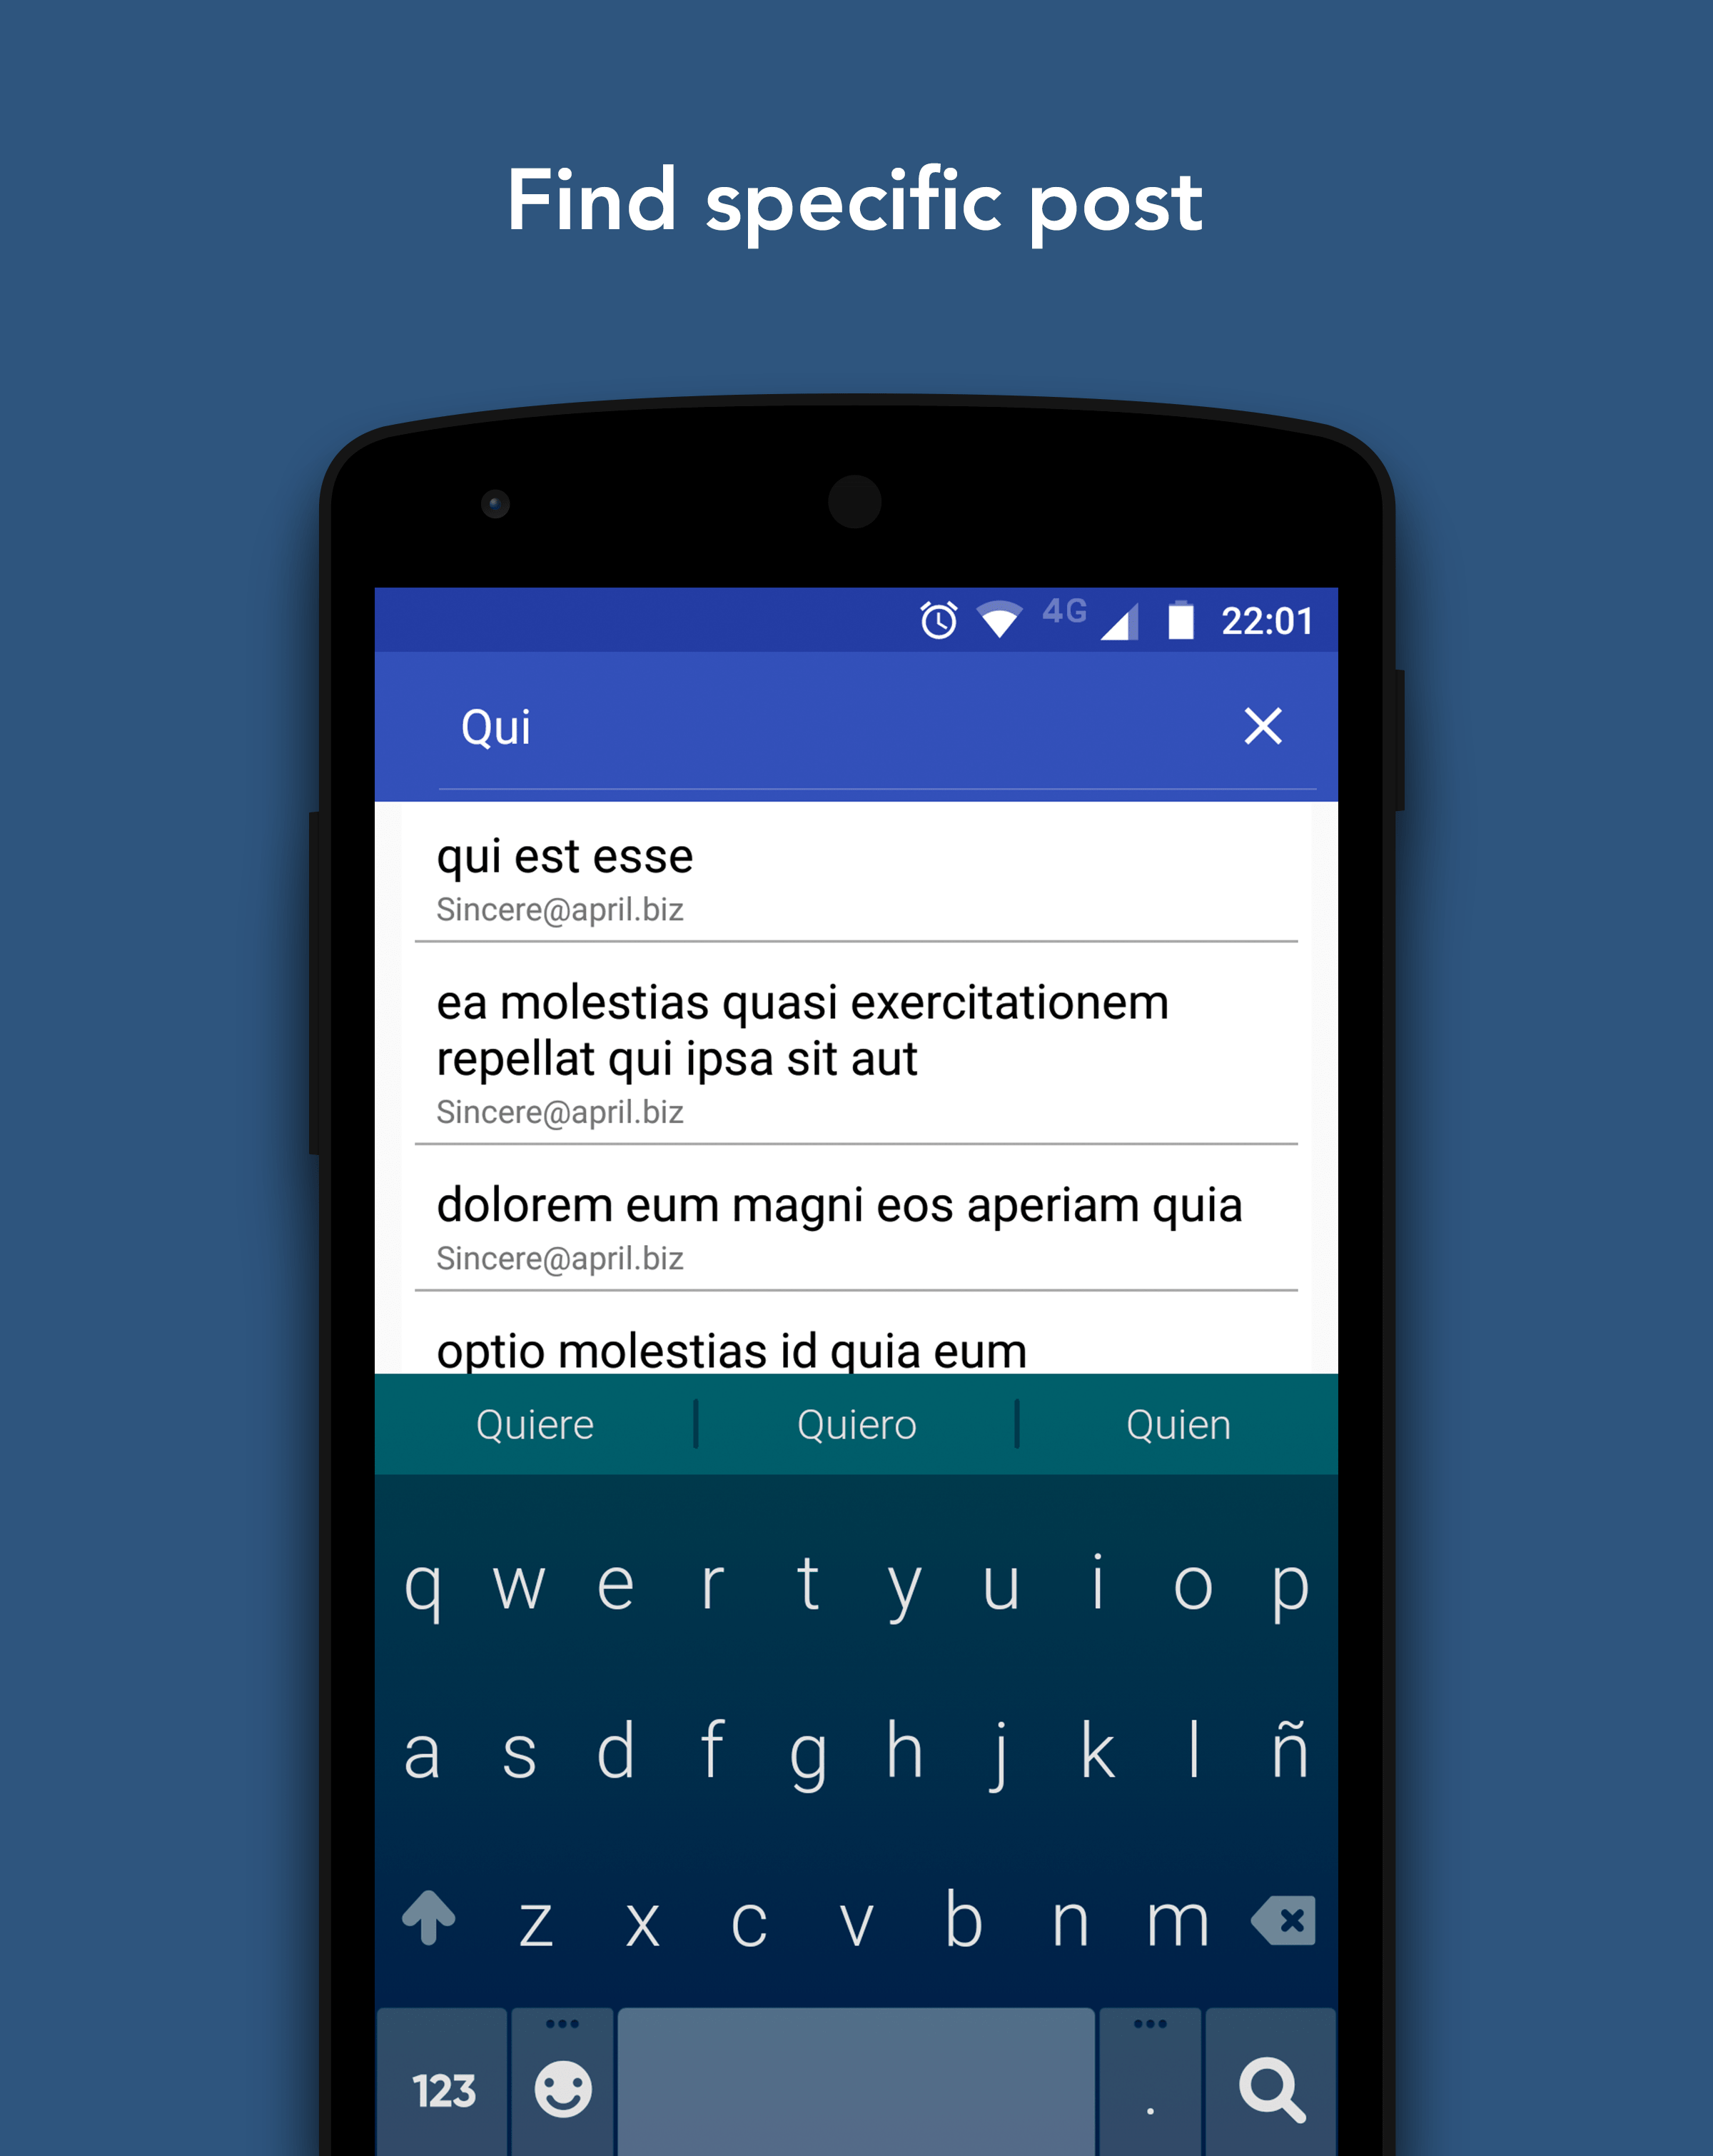 Find specific post
4G 22:01
Qui
qui est esse
Sincere@april.biz
ea molestias quasi exercitationem
repellat qui ipsa sit aut
Sincere@april.biz
dolorem eum magni eos aperiam quia
Sincere@april.biz
optio molestias id quia eum
Quiere Quiero Quien
q w e r t y u i o p
a s d f g h j k l ñ
z x c v b n m
123 .